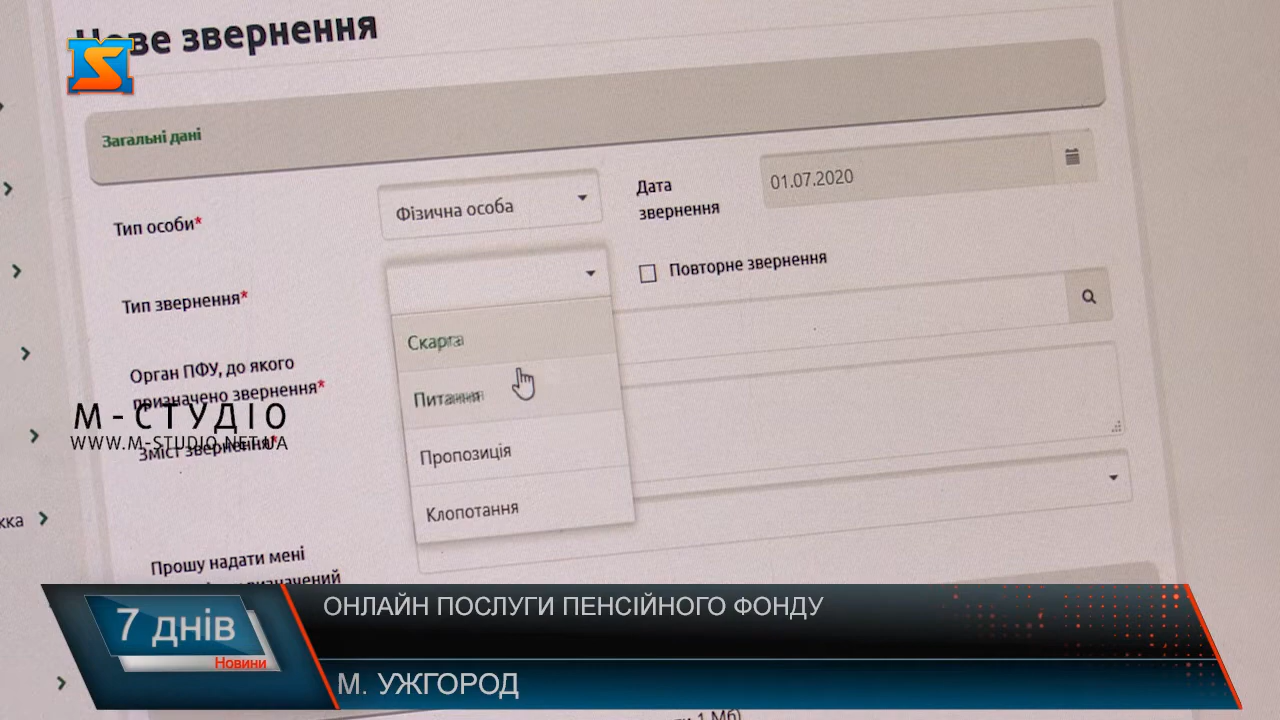 Нове звернення
Загальні дані
Тип особи*
Фізична особа
Дата
звернення
01.07.2020
Тип звернення*
Повторне звернення
Скарга
Питання
Пропозиція
Клопотання
Орган ПФУ, до якого
призначено звернення*
М-СТУДІО
WWW.M-STUDIO.NET.UA
Зміст звернення*
Прошу надати мені
7 днів
Новини
ОНЛАЙН ПОСЛУГИ ПЕНСІЙНОГО ФОНДУ
М. УЖГОРОД
1 Мб)